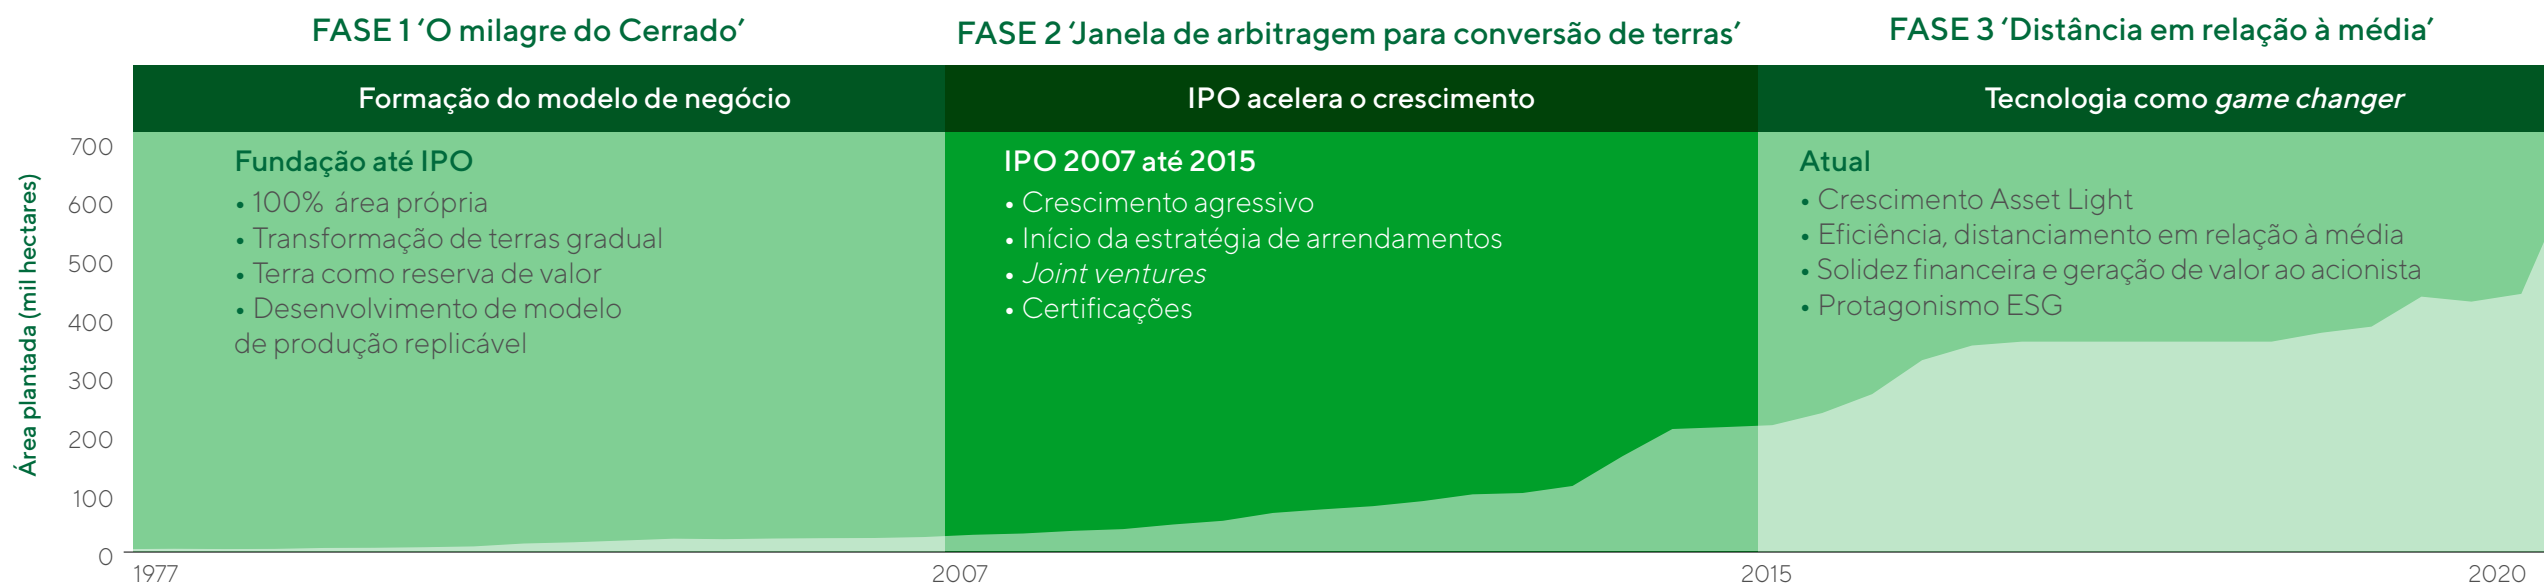 FASE 1 ‘O milagre do Cerrado’
FASE 2 ‘Janela de arbitragem para conversão de terras’
FASE 3 ‘Distância em relação à média’
Formação do modelo de negócio
IPO acelera o crescimento
Tecnologia como game changer
Área plantada (mil hectares)
700
600
500
400
300
200
100
0
Fundação até IPO
• 100% área própria
• Transformação de terras gradual
• Terra como reserva de valor
• Desenvolvimento de modelo
de produção replicável
IPO 2007 até 2015
• Crescimento agressivo
• Início da estratégia de arrendamentos
• Joint ventures
• Certificações
Atual
• Crescimento Asset Light
• Eficiência, distanciamento em relação à média
• Solidez financeira e geração de valor ao acionista
• Protagonismo ESG
1977
2007
2015
2020